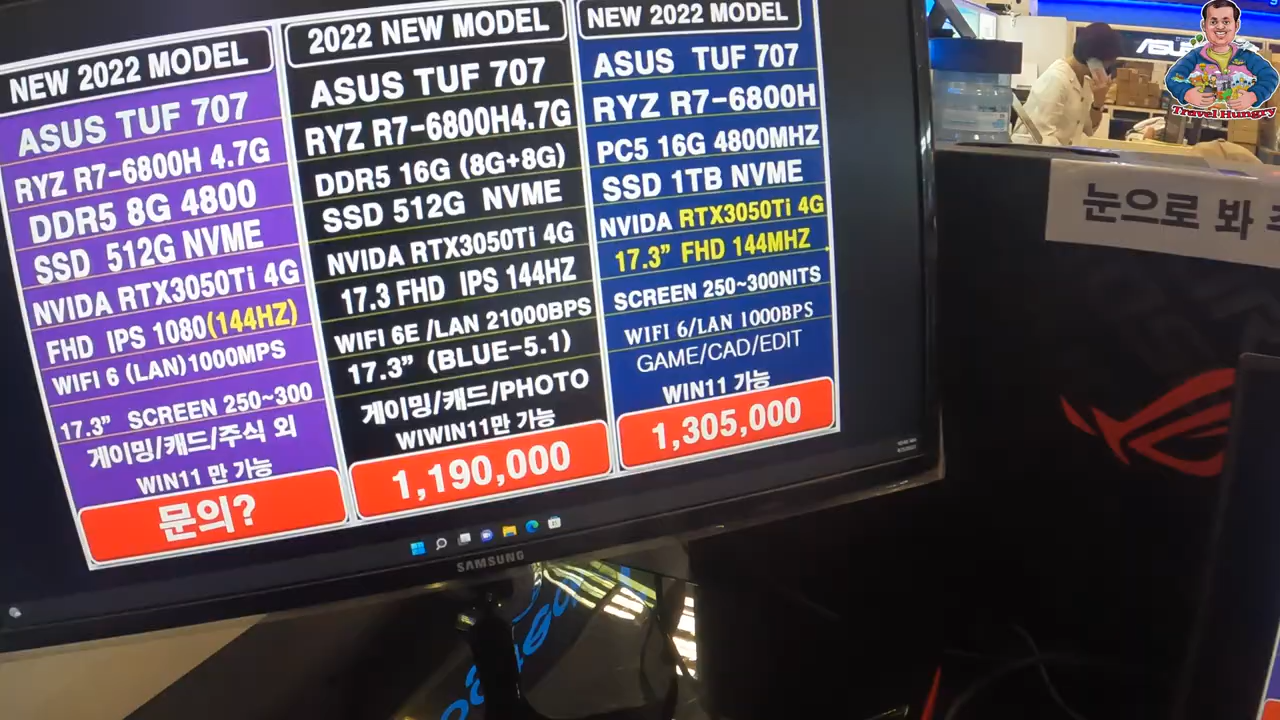 NEW 2022 MODEL
ASUS TUF 707
RYZ R7-6800H 4.7G
DDR5 8G 4800
SSD 512G NVME
NVIDA RTX3050Ti 4G
FHD IPS 1080(144HZ)
WIFI 6 (LAN)1000MPS
17.3” SCREEN 250~300
게이밍/캐드/주식 외
WIN11 만 가능
문의?
2022 NEW MODEL
ASUS TUF 707
RYZ R7-6800H4.7G
DDR5 16G (8G+8G)
SSD 512G NVME
NVIDA RTX3050Ti 4G
17.3 FHD IPS 144HZ
WIFI 6E /LAN 21000BPS
17.3” (BLUE-5.1)
게이밍/캐드/PHOTO
WIWIN11만 가능
1,190,000
NEW 2022 MODEL
ASUS TUF 707
RYZ R7-6800H
PC5 16G 4800MHZ
SSD 1TB NVME
NVIDA RTX3050Ti 4G
17.3” FHD 144MHZ
SCREEN 250~300NITS
WIFI 6/LAN 1000BPS
GAME/CAD/EDIT
WIN11 가능
1,305,000
SAMSUNG
눈으로 봐
ASUS
Travel Hungry